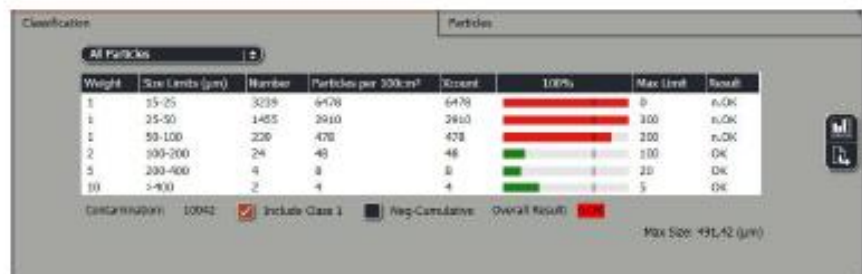 Classification Particles
All Particles
Weight Size Limits (µm) Number Particles per 100cm² Xcount 100% Max Limit Result
1 15-25 3239 6478 6478 0 n.OK
1 25-50 1455 2910 2910 300 n.OK
1 50-100 239 478 478 200 n.OK
2 100-200 24 48 48 100 OK
5 200-400 4 8 8 20 OK
10 >400 2 4 4 5 OK
Contamination: 10042 Include Class 1 Neg-Cumulative Overall Result:
Max Size: 491,42 (µm)